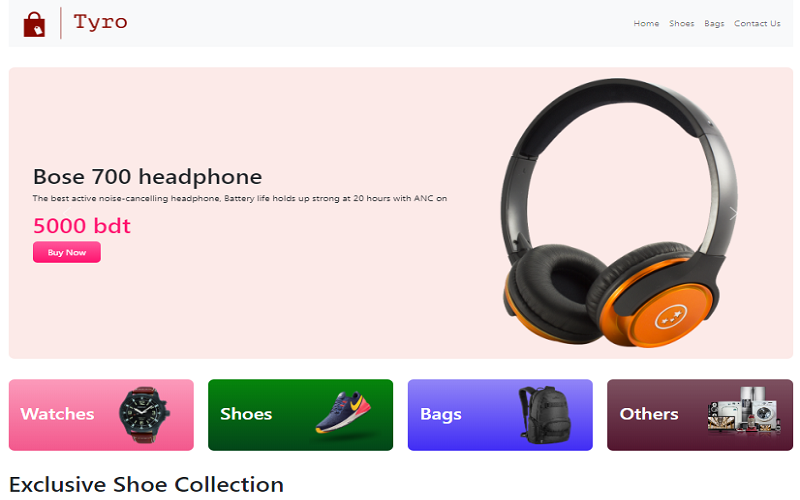 Tyro
Home Shoes Bags Contact Us
Bose 700 headphone
The best active noise-cancelling headphone, Battery life holds up strong at 20 hours with ANC on
5000 bdt
Buy Now
Watches
Shoes
Bags
Others
Exclusive Shoe Collection